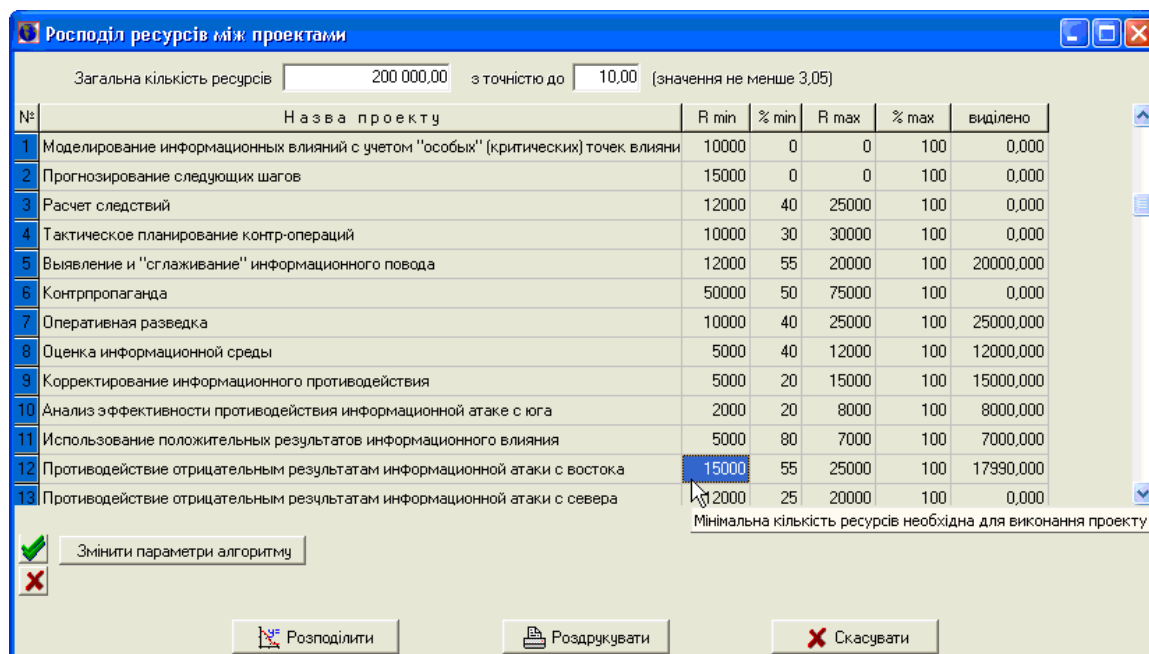 Росподіл ресурсів між проектами
Загальна кількість ресурсів 200 000,00 з точністю до 10,00 (значення не менше 3,05)
№ Назва проекту R min % min R max % max виділено
1 Моделирование информационных влияний с учетом "особых" (критических) точек влияни 10000 0 0 100 0,000
2 Прогнозирование следующих шагов 15000 0 0 100 0,000
3 Расчет следствий 12000 40 25000 100 0,000
4 Тактическое планирование контр-операций 10000 30 30000 100 0,000
5 Выявление и "сглаживание" информационного повода 12000 55 20000 100 20000,000
6 Контрпропаганда 50000 50 75000 100 0,000
7 Оперативная разведка 10000 40 25000 100 25000,000
8 Оценка информационной среды 5000 40 12000 100 12000,000
9 Корректирование информационного противодействия 5000 20 15000 100 15000,000
10 Анализ эффективности противодействия информационной атаке с юга 2000 20 8000 100 8000,000
11 Использование положительных результатов информационного влияния 5000 80 7000 100 7000,000
12 Противодействие отрицательным результатам информационной атаки с востока 15000 55 25000 100 17990,000
13 Противодействие отрицательным результатам информационной атаки с севера 12000 25 20000 100 0,000
Мінімальна кількість ресурсів необхідна для виконання проекту
Змінити параметри алгоритму
Розподілити Роздрукувати Скасувати